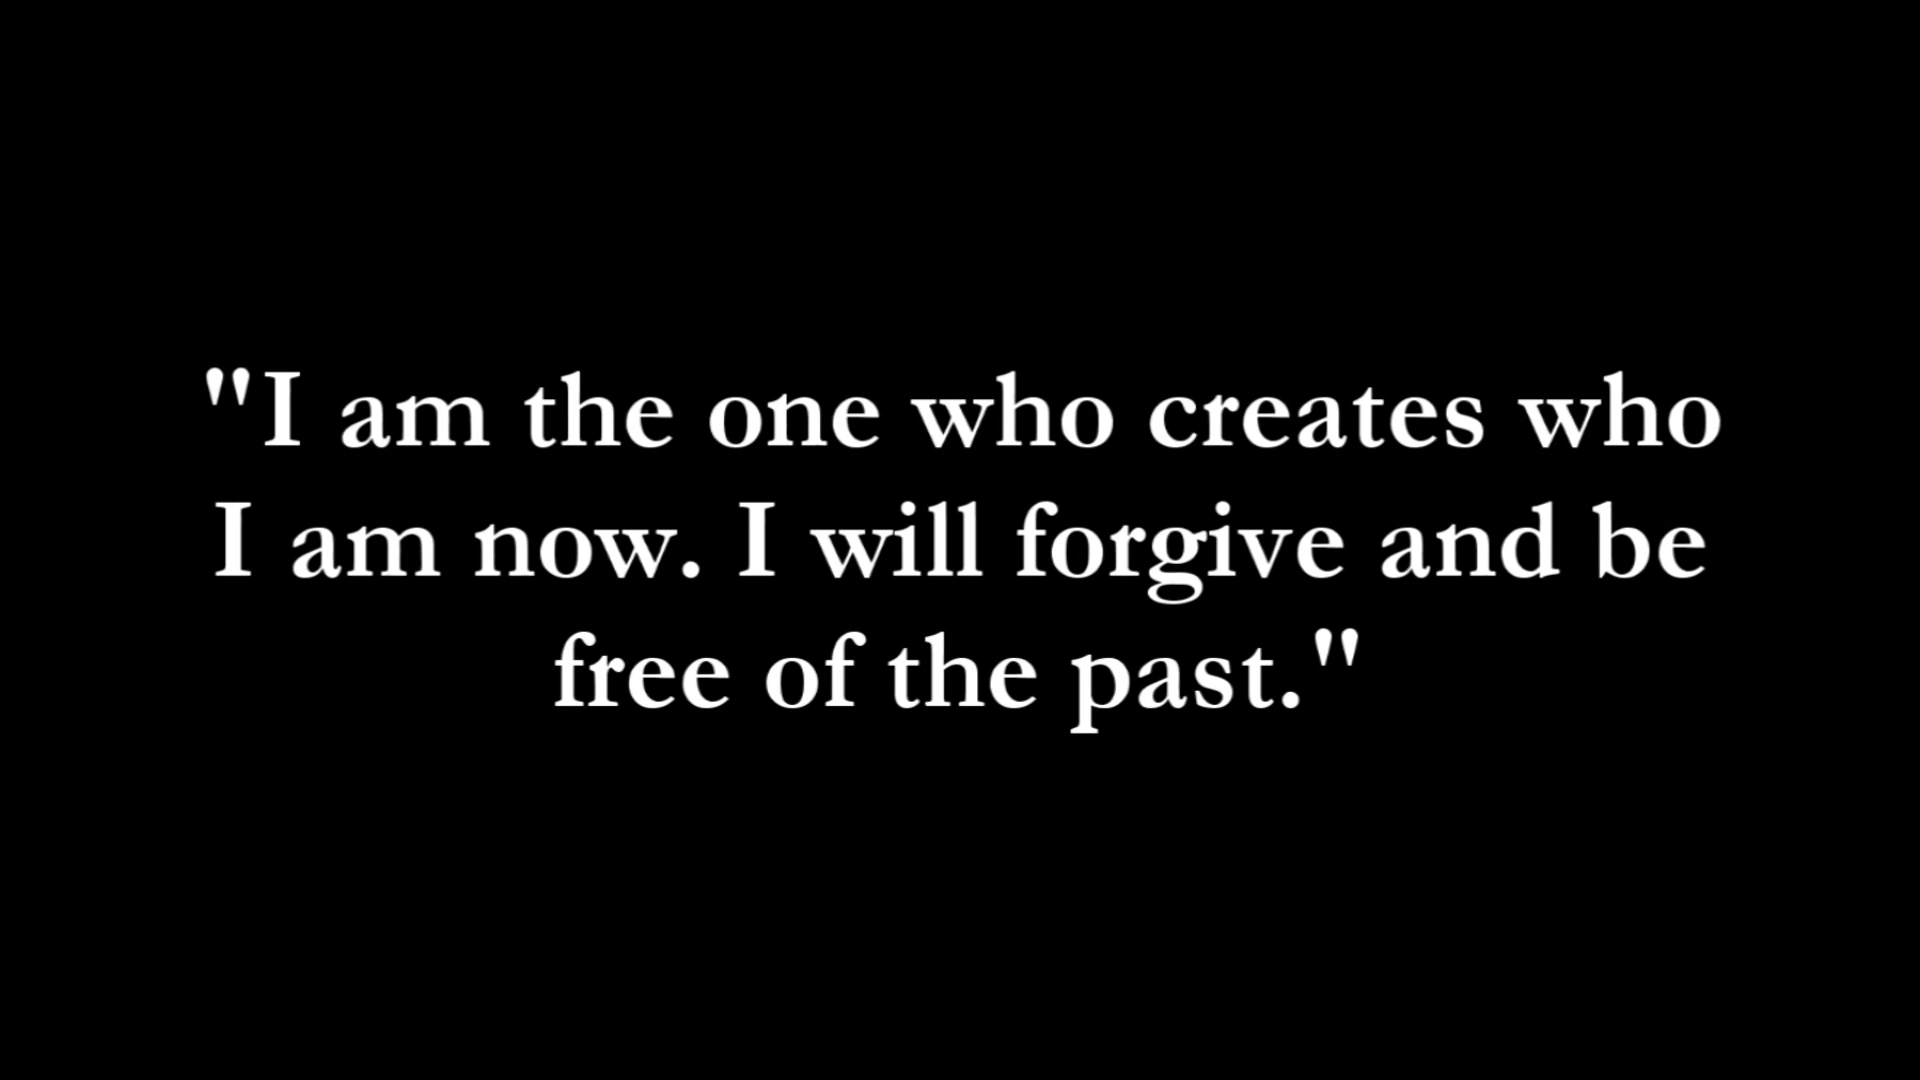 "I am the one who creates who
I am now. I will forgive and be
free of the past."